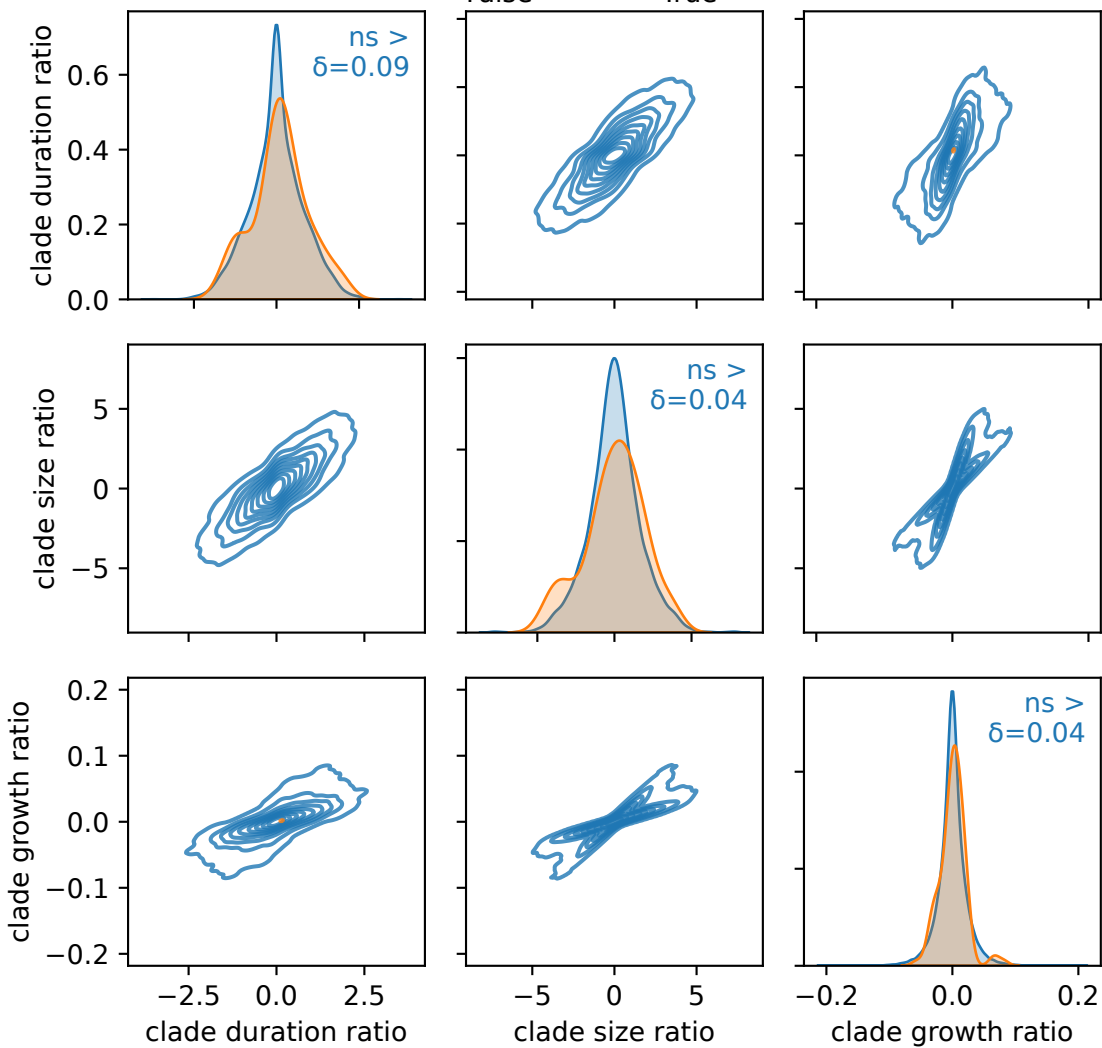 clade duration ratio
0.6
0.4
0.2
0.0
ns >
δ=0.09
clade size ratio
5
0
−5
ns >
δ=0.04
clade growth ratio
0.2
0.1
0.0
−0.1
−0.2
ns >
δ=0.04
−2.5 0.0 2.5
clade duration ratio
−5 0 5
clade size ratio
−0.2 0.0 0.2
clade growth ratio